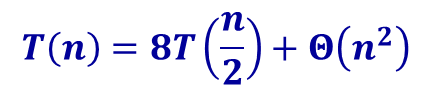 T(n) = 8T(n/2) + Θ(n²)